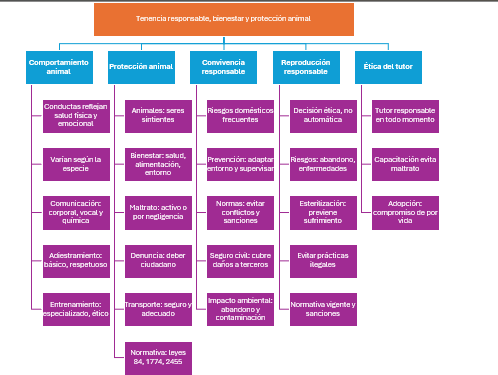 Tenencia responsable, bienestar y protección animal
Comportamiento
animal
Protección animal
Convivencia
responsable
Reproducción
responsable
Ética del tutor
Conductas reflejan
salud física y
emocional
Varían según la
especie
Comunicación:
corporal, vocal y
química
Adiestramiento:
básico, respetuoso
Entrenamiento:
especializado, ético
Animales: seres
sintientes
Bienestar: salud,
alimentación,
entorno
Maltrato: activo o
por negligencia
Denuncia: deber
ciudadano
Transporte: seguro y
adecuado
Normativa: leyes
84, 1774, 2455
Riesgos domésticos
frecuentes
Prevención: adaptar
entorno y supervisar
Normas: evitar
conflictos y
sanciones
Seguro civil: cubre
daños a terceros
Impacto ambiental:
abandono y
contaminación
Decisión ética, no
automática
Riesgos: abandono,
enfermedades
Esterilización:
previene
sufrimiento
Evitar prácticas
ilegales
Normativa vigente y
sanciones
Tutor responsable
en todo momento
Capacitación evita
maltrato
Adopción:
compromiso de por
vida